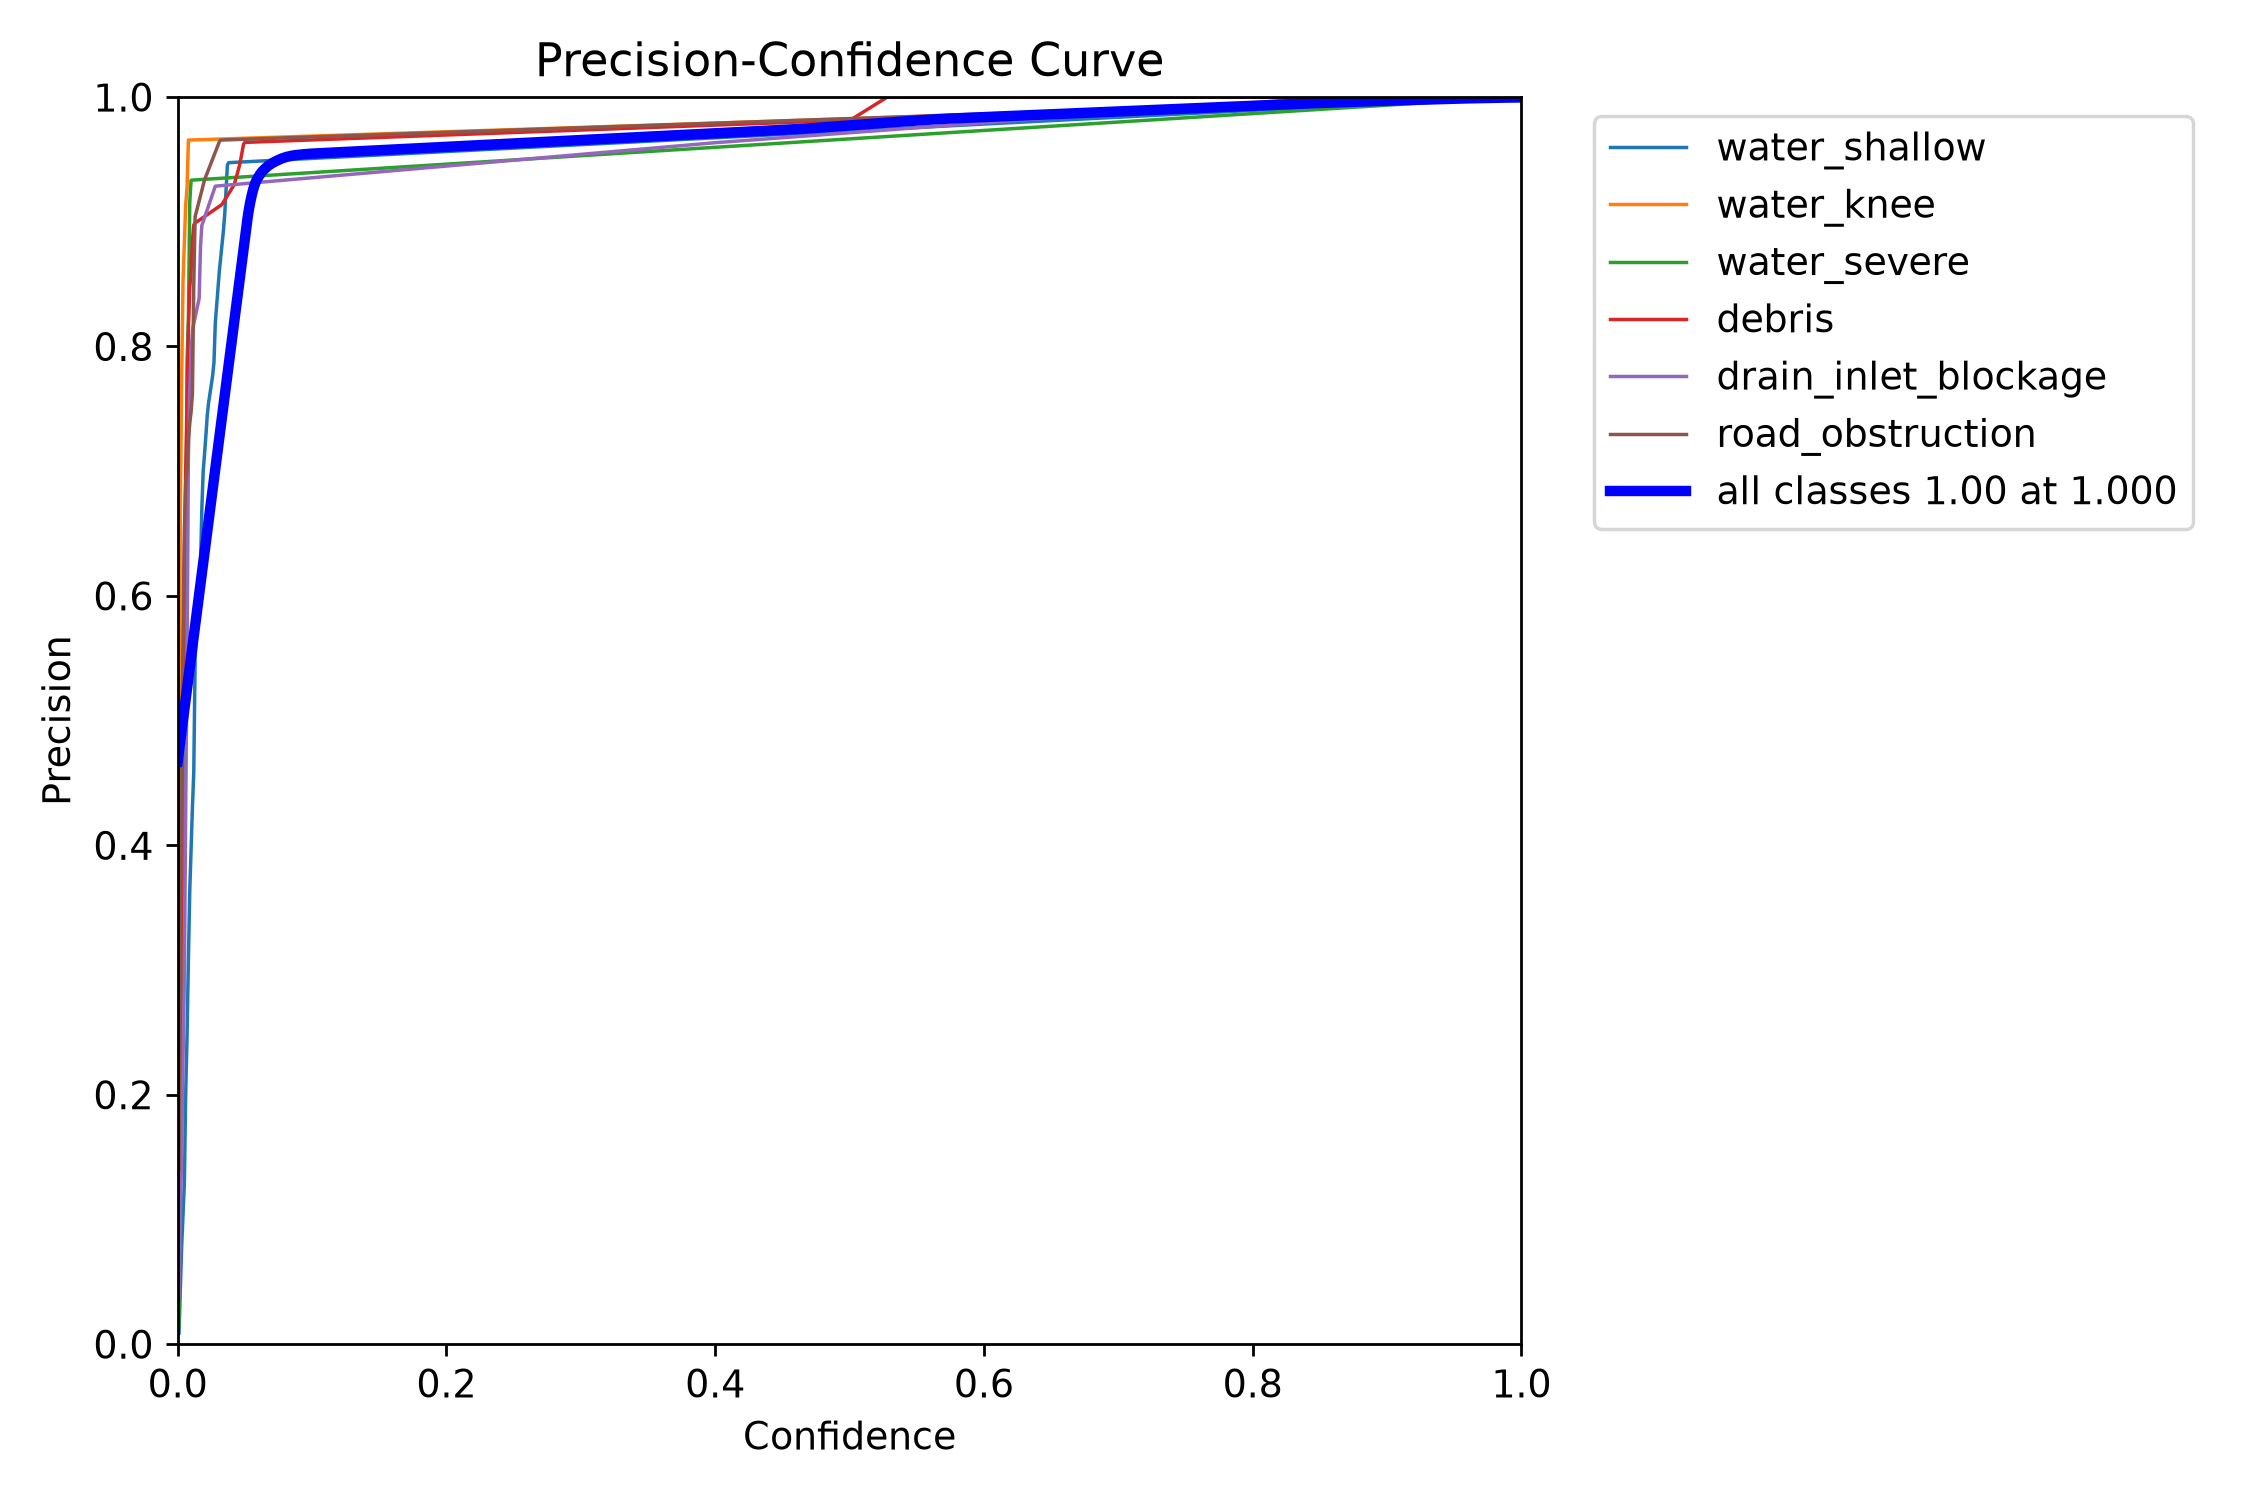 Precision-Confidence Curve
1.0
0.8
0.6
0.4
0.2
0.0
Precision
0.0 0.2 0.4 0.6 0.8 1.0
Confidence
water_shallow
water_knee
water_severe
debris
drain_inlet_blockage
road_obstruction
all classes 1.00 at 1.000